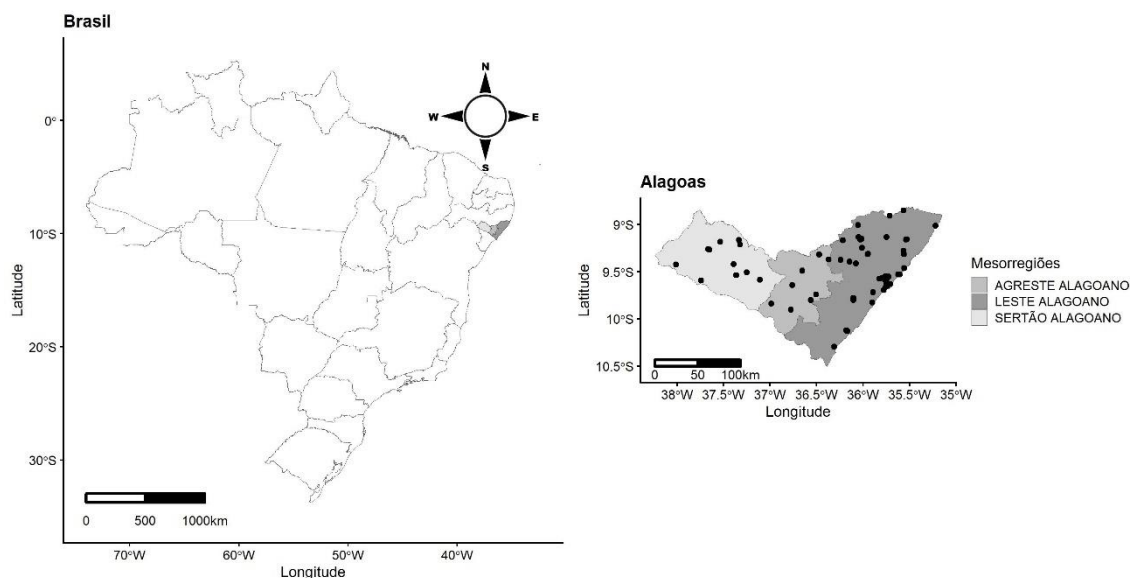 Brasil
N
W
E
S
0°
10°S
20°S
30°S
Latitude
0 500 1000km
70°W 60°W 50°W 40°W
Longitude
Alagoas
9°S
9.5°S
10°S
10.5°S
Latitude
0 50 100km
38°W 37.5°W 37°W 36.5°W 36°W 35.5°W 35°W
Longitude
Mesorregiões
AGRESTE ALAGOANO
LESTE ALAGOANO
SERTÃO ALAGOANO